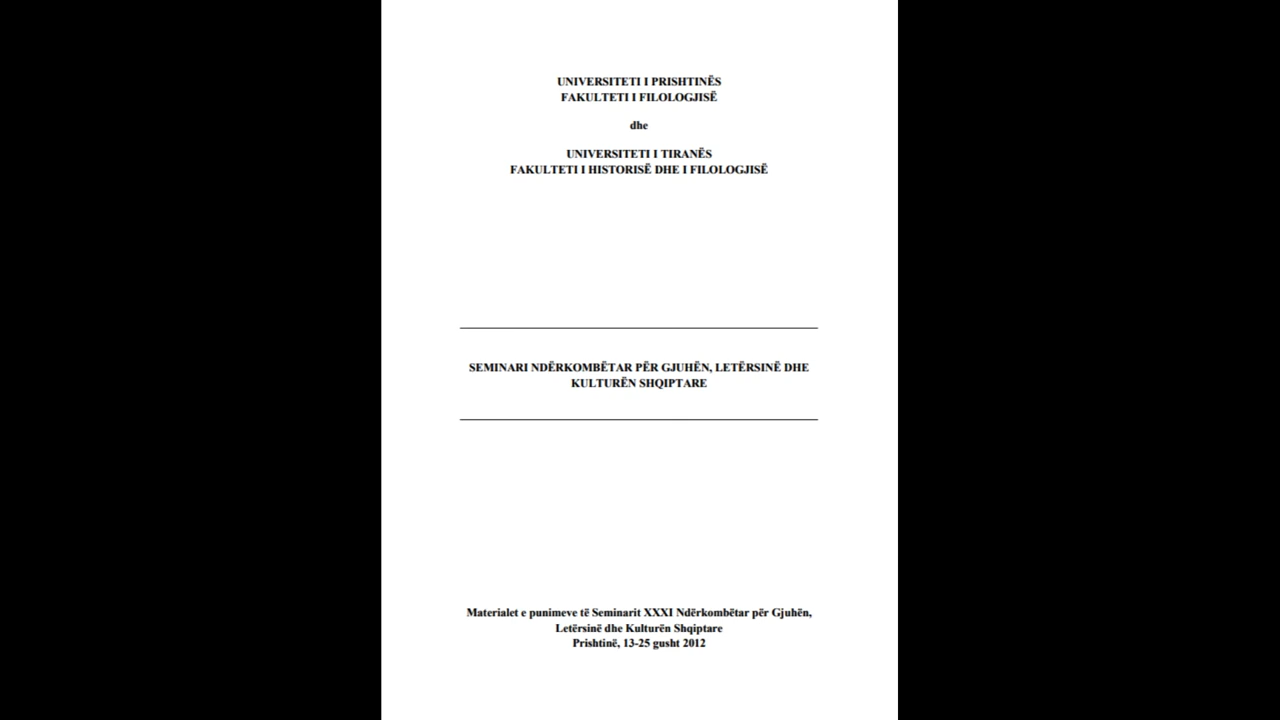 UNIVERSITETI I PRISHTINËS
FAKULTETI I FILOLOGJISË
dhe
UNIVERSITETI I TIRANËS
FAKULTETI I HISTORISË DHE I FILOLOGJISË
SEMINARI NDËRKOMBËTAR PËR GJUHËN, LETËRSINË DHE
KULTURËN SHQIPTARE
Materialet e punimeve të Seminarit XXXI Ndërkombëtar për Gjuhën,
Letërsinë dhe Kulturën Shqiptare
Prishtinë, 13-25 gusht 2012